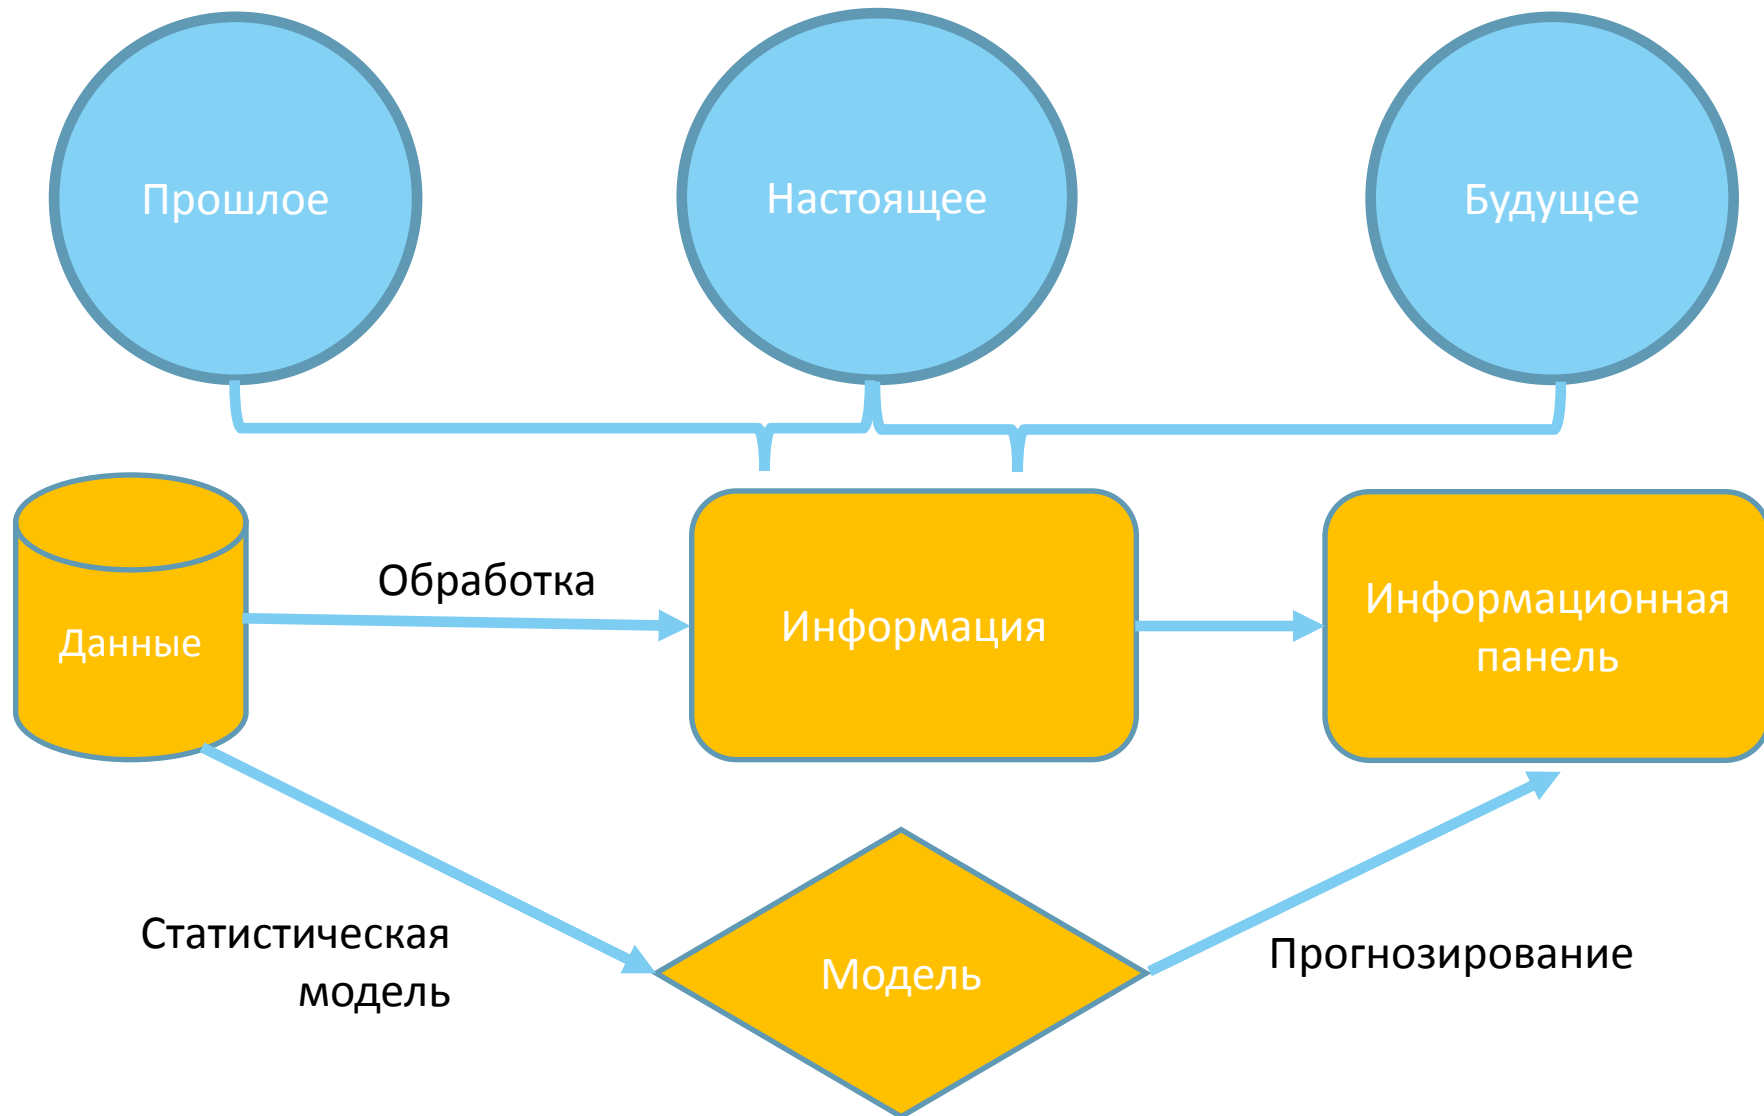 Прошлое
Настоящее
Будущее
Обработка
Данные
Информация
Информационная
панель
Статистическая
модель
Модель
Прогнозирование